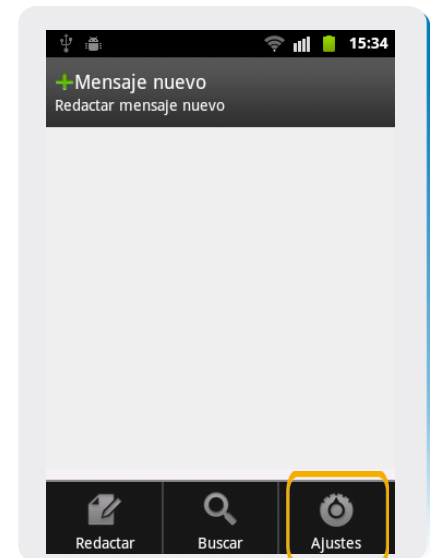 15:34
Mensaje nuevo
Redactar mensaje nuevo
Redactar
Buscar
Ajustes